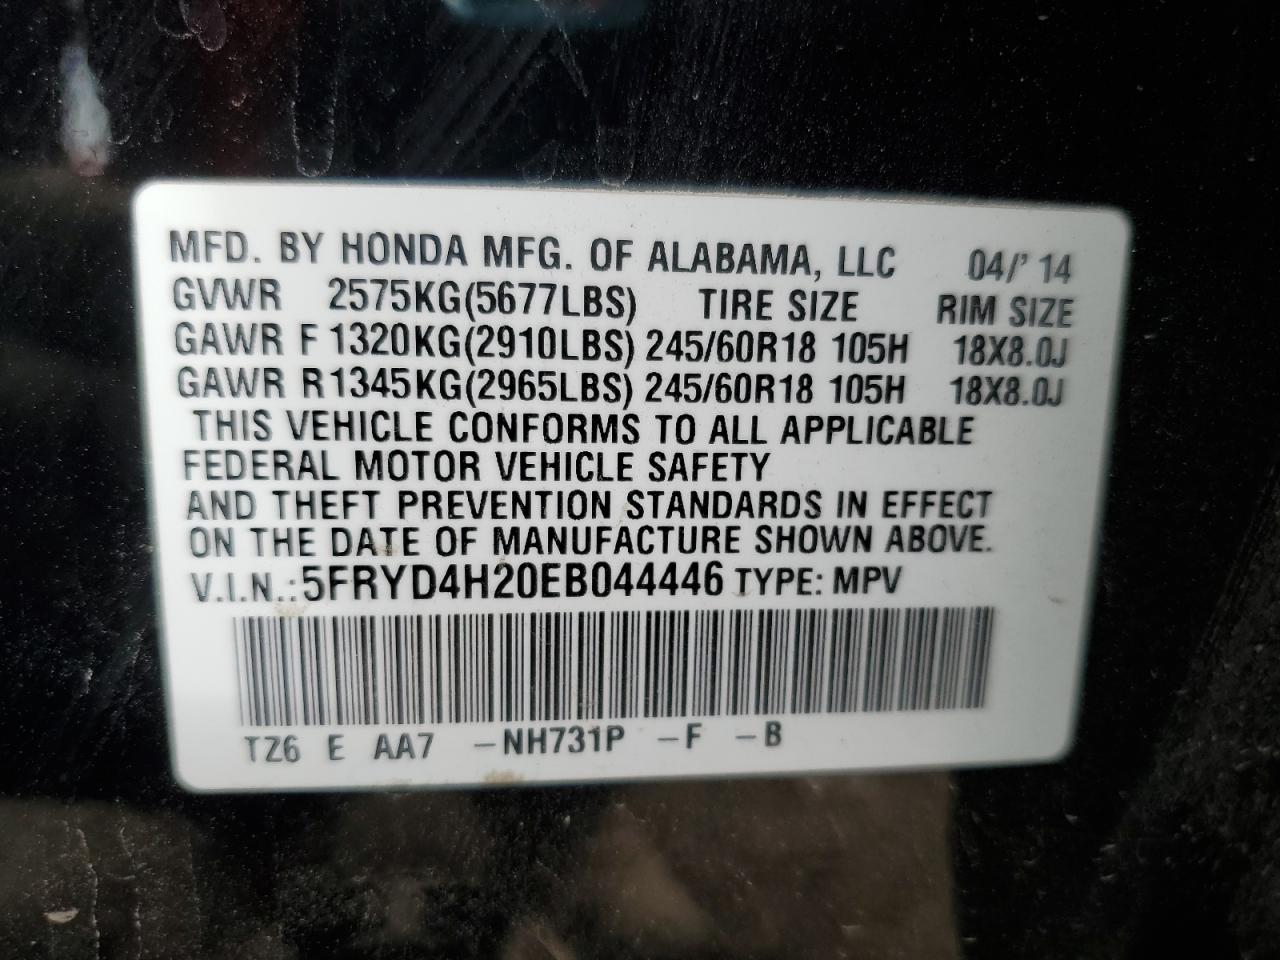 MFD. BY HONDA MFG. OF ALABAMA, LLC 04/' 14
GVWR 2575KG(5677LBS) TIRE SIZE RIM SIZE
GAWR F 1320KG(2910LBS) 245/60R18 105H 18X8.0J
GAWR R1345KG(2965LBS) 245/60R18 105H 18X8.0J
THIS VEHICLE CONFORMS TO ALL APPLICABLE
FEDERAL MOTOR VEHICLE SAFETY
AND THEFT PREVENTION STANDARDS IN EFFECT
ON THE DATE OF MANUFACTURE SHOWN ABOVE.
V.I.N.:5FRYD4H20EB044446 TYPE: MPV
TZ6 E AA7 -NH731P -F -B